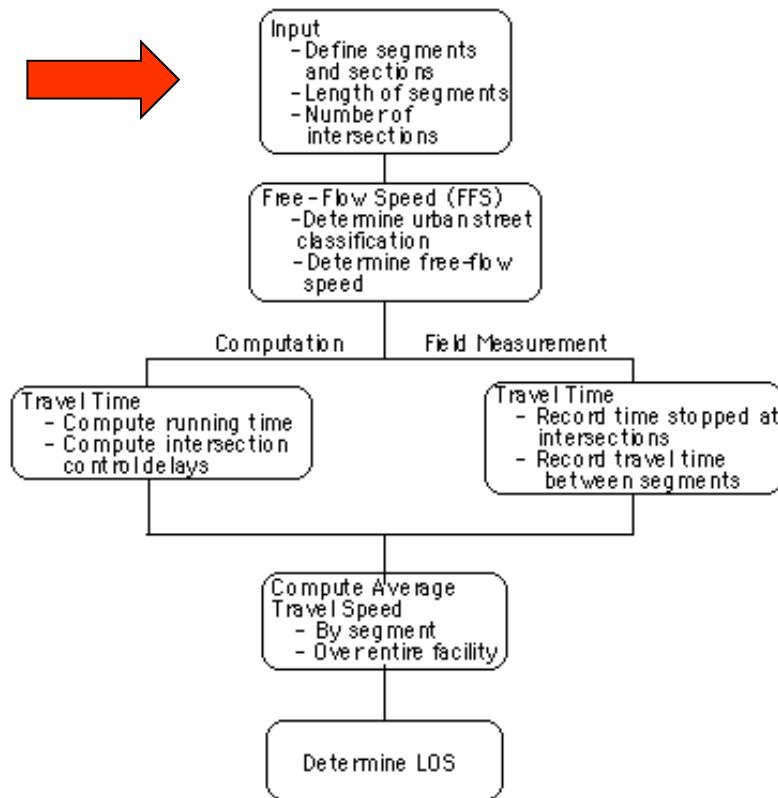 Input
- Define segments
and sections
- Length of segments
- Number of
intersections
Free-Flow Speed (FFS)
- Determine urban street
classification
- Determine free-flow
speed
Computation
Field Measurement
Travel Time
- Compute running time
- Compute intersection
control delays
Travel Time
- Record time stopped at
intersections
- Record travel time
between segments
Compute Average
Travel Speed
- By segment
- Over entire facility
Determine LOS